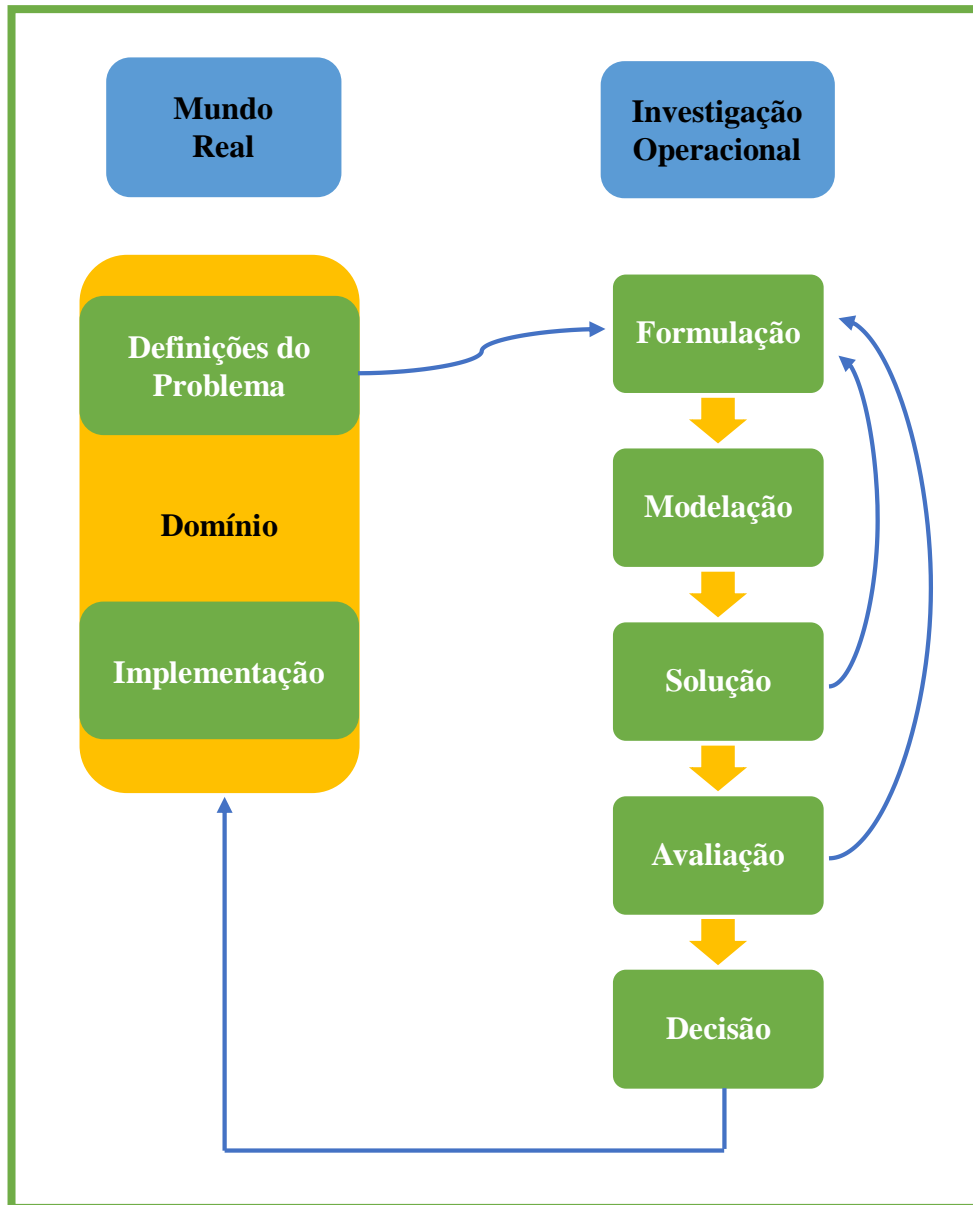 Mundo
Real
Investigação
Operacional
Definições do
Problema
Domínio
Implementação
Formulação
Modelação
Solução
Avaliação
Decisão